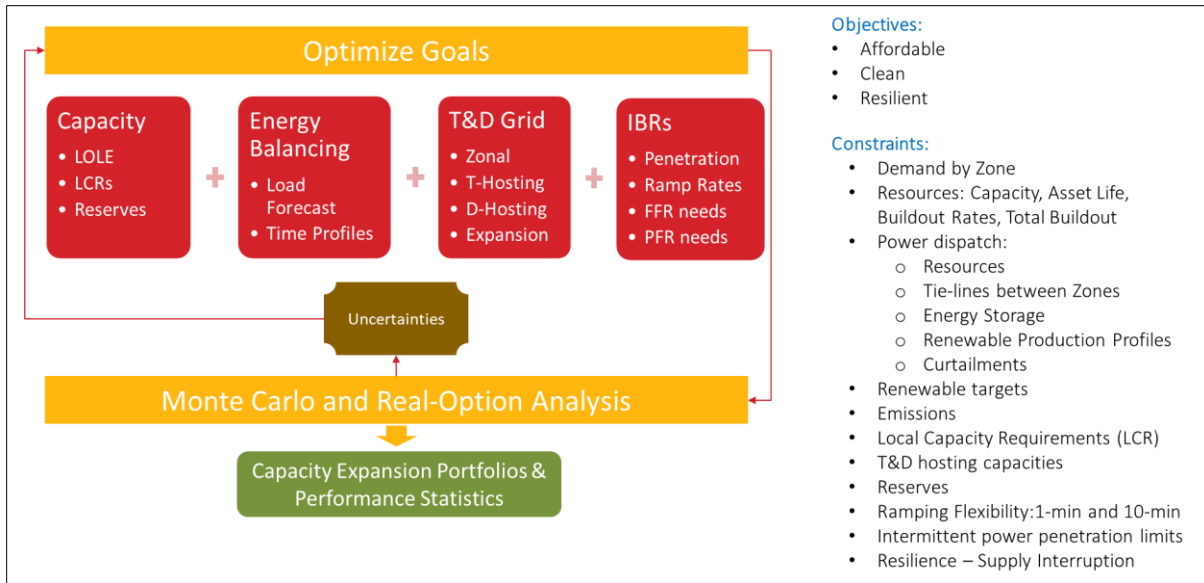 Optimize Goals
Capacity
• LOLE
• LCRs
• Reserves
+
Energy
Balancing
• Load
Forecast
• Time Profiles
+
T&D Grid
• Zonal
• T-Hosting
• D-Hosting
• Expansion
+
IBRs
• Penetration
• Ramp Rates
• FFR needs
• PFR needs
Uncertainties
Monte Carlo and Real-Option Analysis
Capacity Expansion Portfolios &
Performance Statistics
Objectives:
• Affordable
• Clean
• Resilient
Constraints:
• Demand by Zone
• Resources: Capacity, Asset Life,
Buildout Rates, Total Buildout
• Power dispatch:
o Resources
o Tie-lines between Zones
o Energy Storage
o Renewable Production Profiles
o Curtailments
• Renewable targets
• Emissions
• Local Capacity Requirements (LCR)
• T&D hosting capacities
• Reserves
• Ramping Flexibility:1-min and 10-min
• Intermittent power penetration limits
• Resilience – Supply Interruption